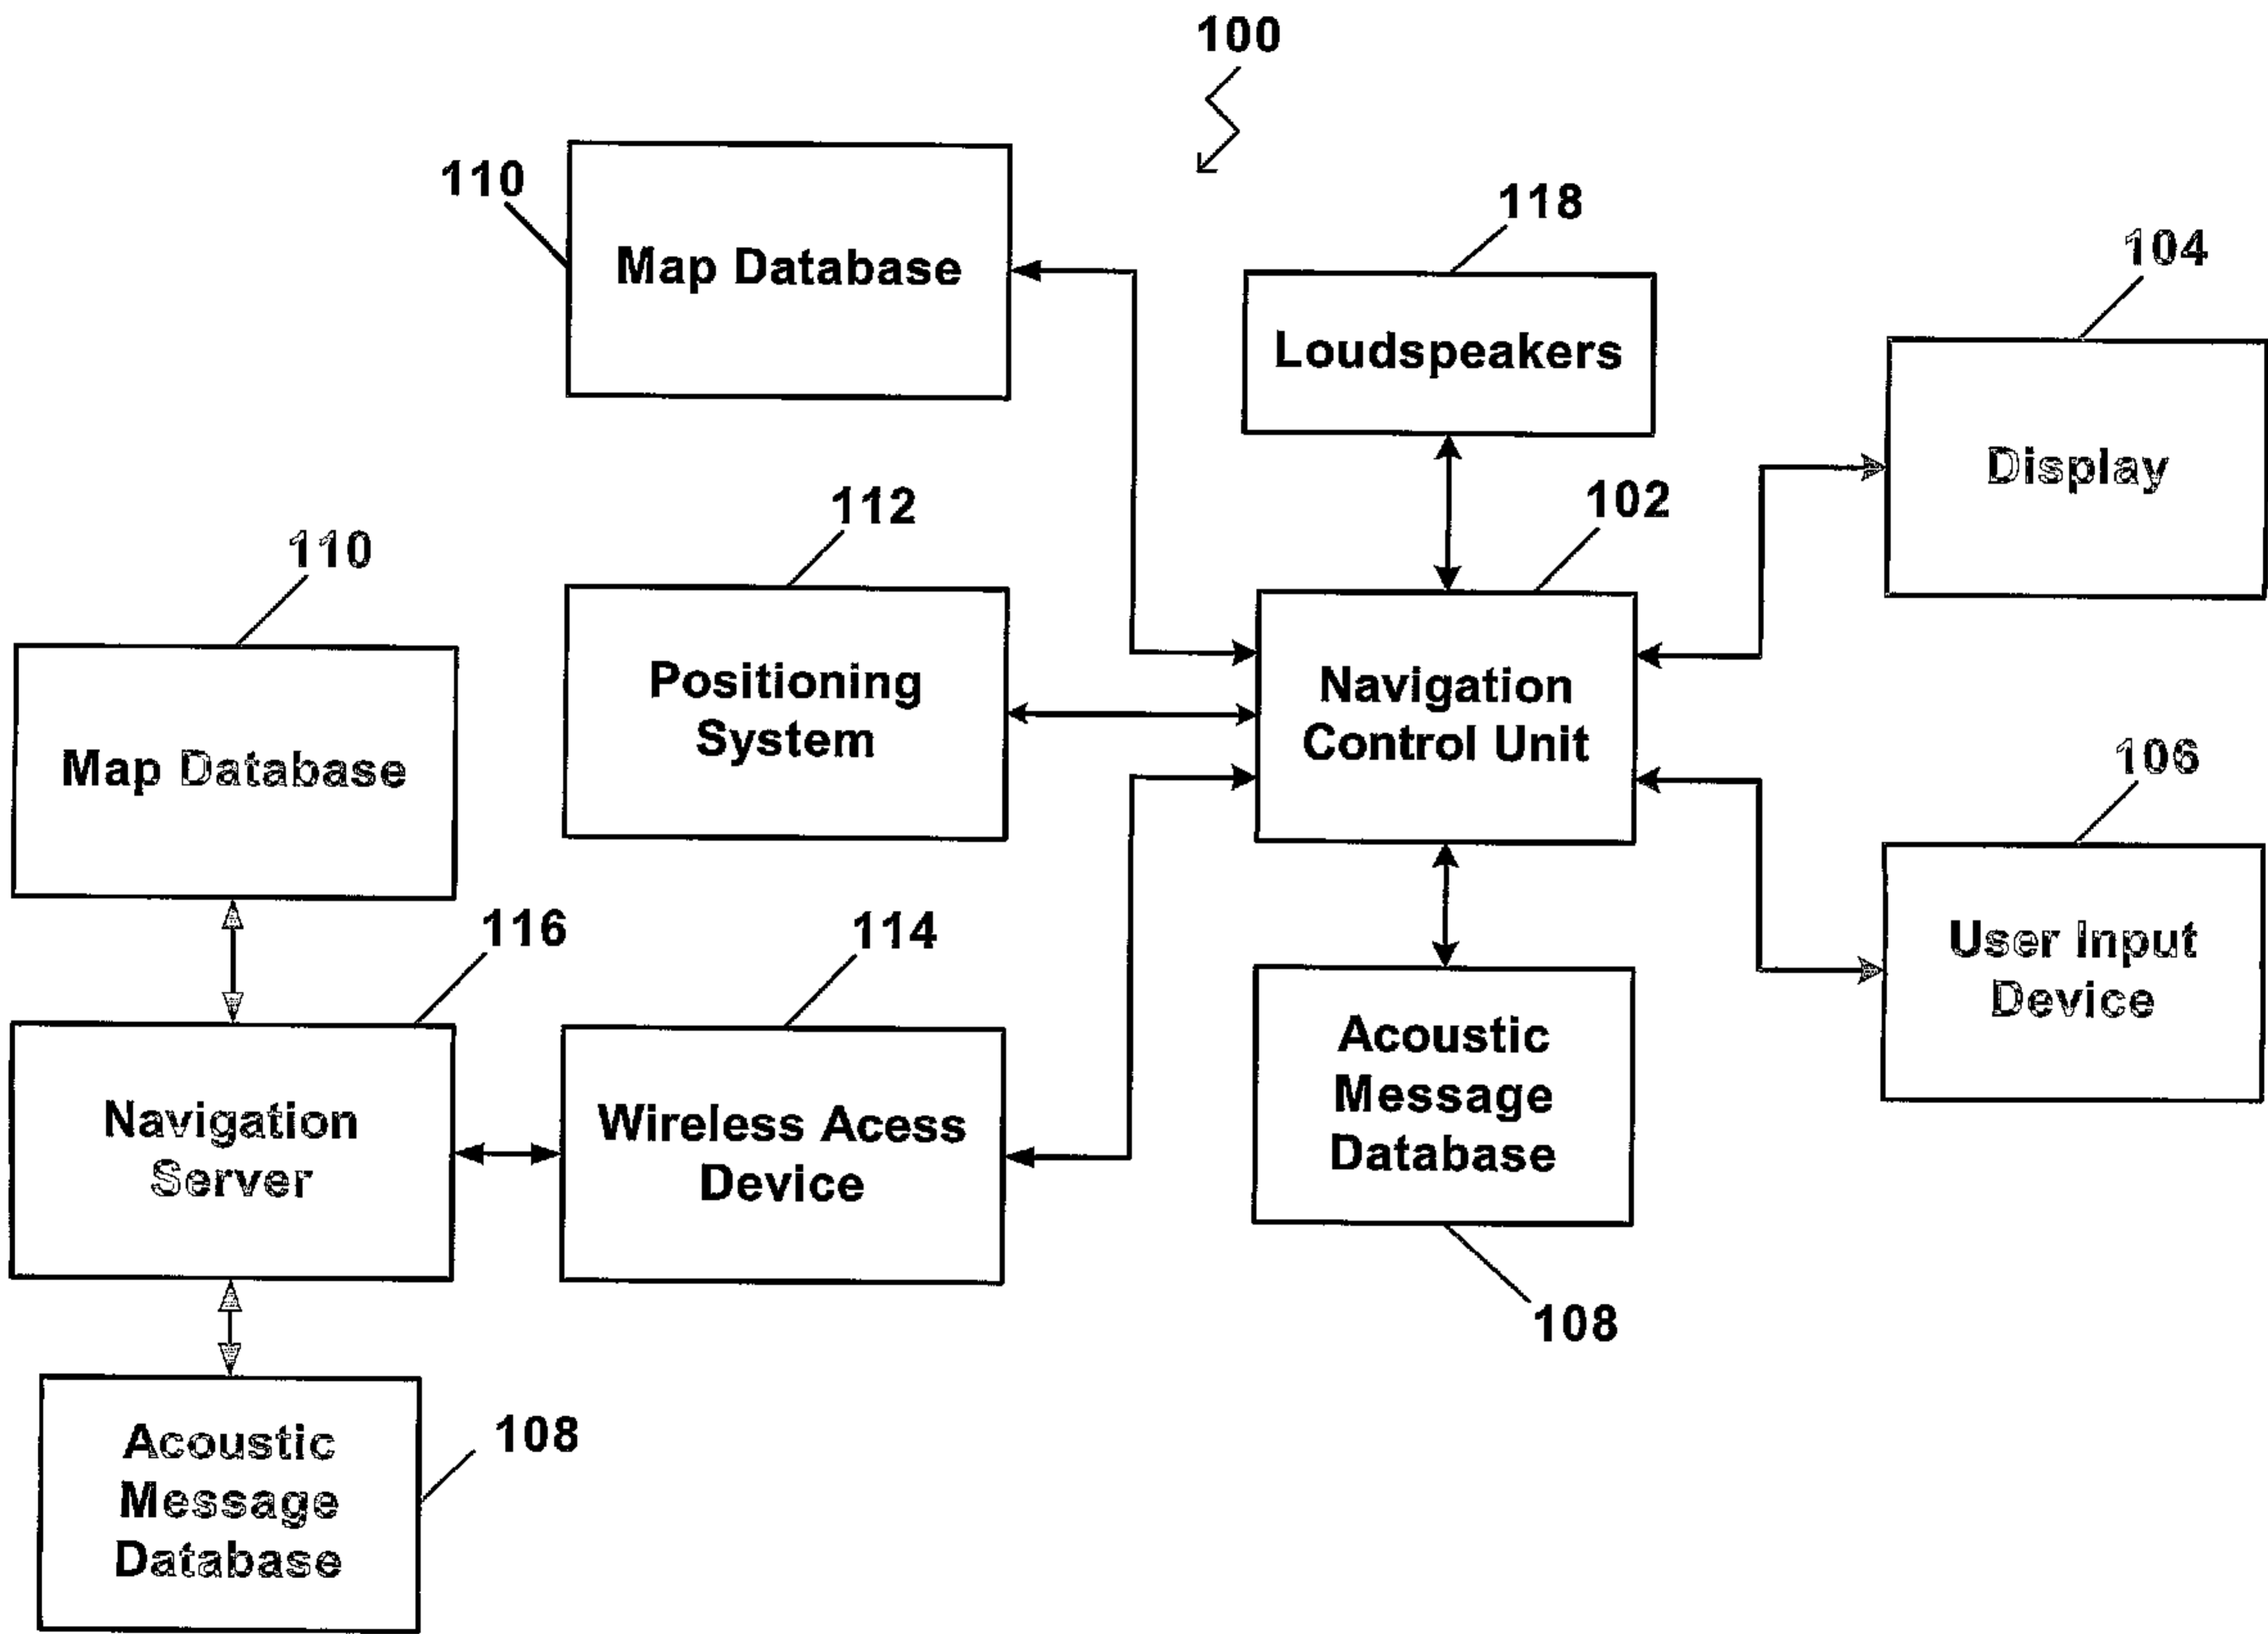 100
110
Map Database
118
Loudspeakers
104
Display
112
Positioning
System
102
Navigation
Control Unit
110
Map Database
106
User Input
Device
116
Navigation
Server
114
Wireless Acess
Device
Acoustic
Message
Database
108
Acoustic
Message
Database
108